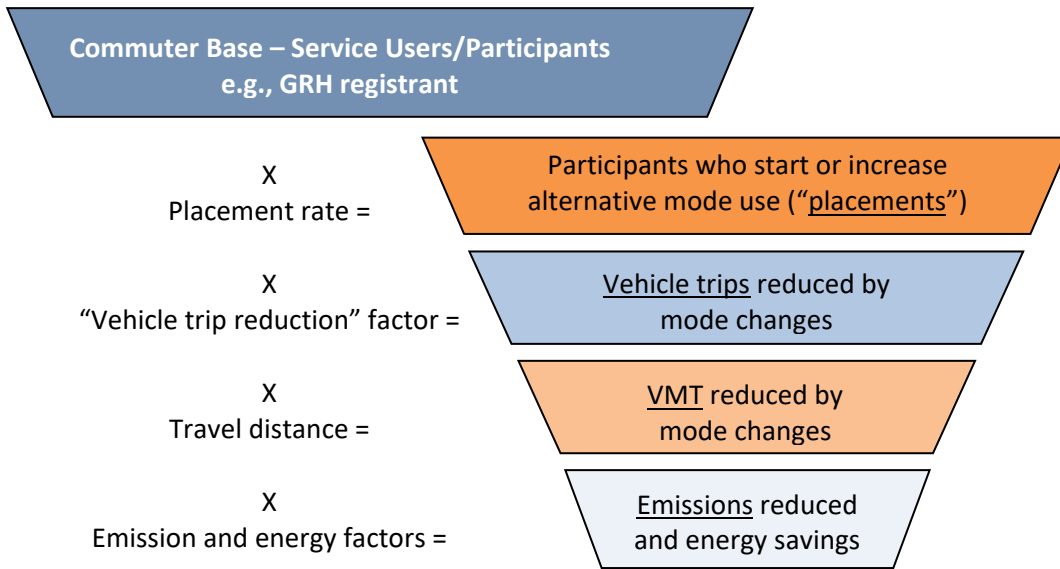 Commuter Base – Service Users/Participants
e.g., GRH registrant
X
Placement rate =
Participants who start or increase
alternative mode use (“placements”)
X
“Vehicle trip reduction” factor =
Vehicle trips reduced by
mode changes
X
Travel distance =
VMT reduced by
mode changes
X
Emission and energy factors =
Emissions reduced
and energy savings